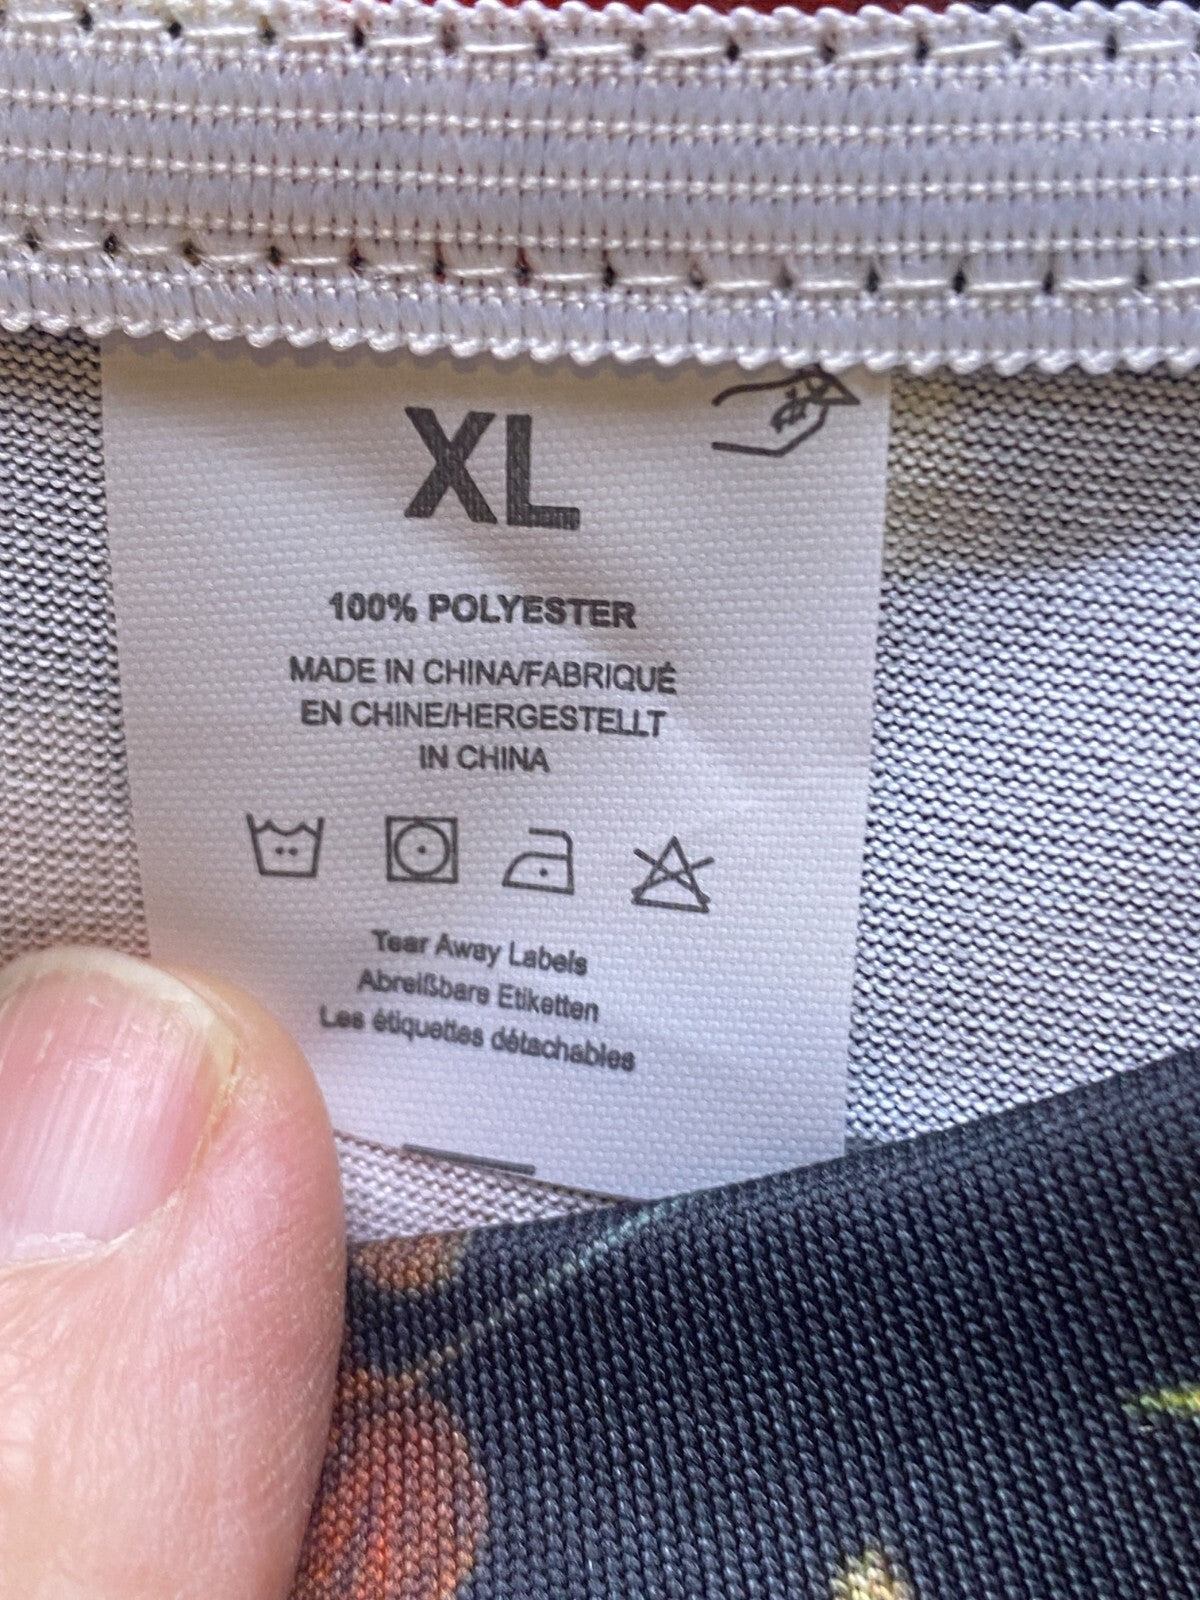 XL
100% POLYESTER
MADE IN CHINA/FABRIQUÉ
EN CHINE/HERGESTELLT
IN CHINA
Tear Away Labels
Abreißbare Etiketten
Les étiquettes détachables